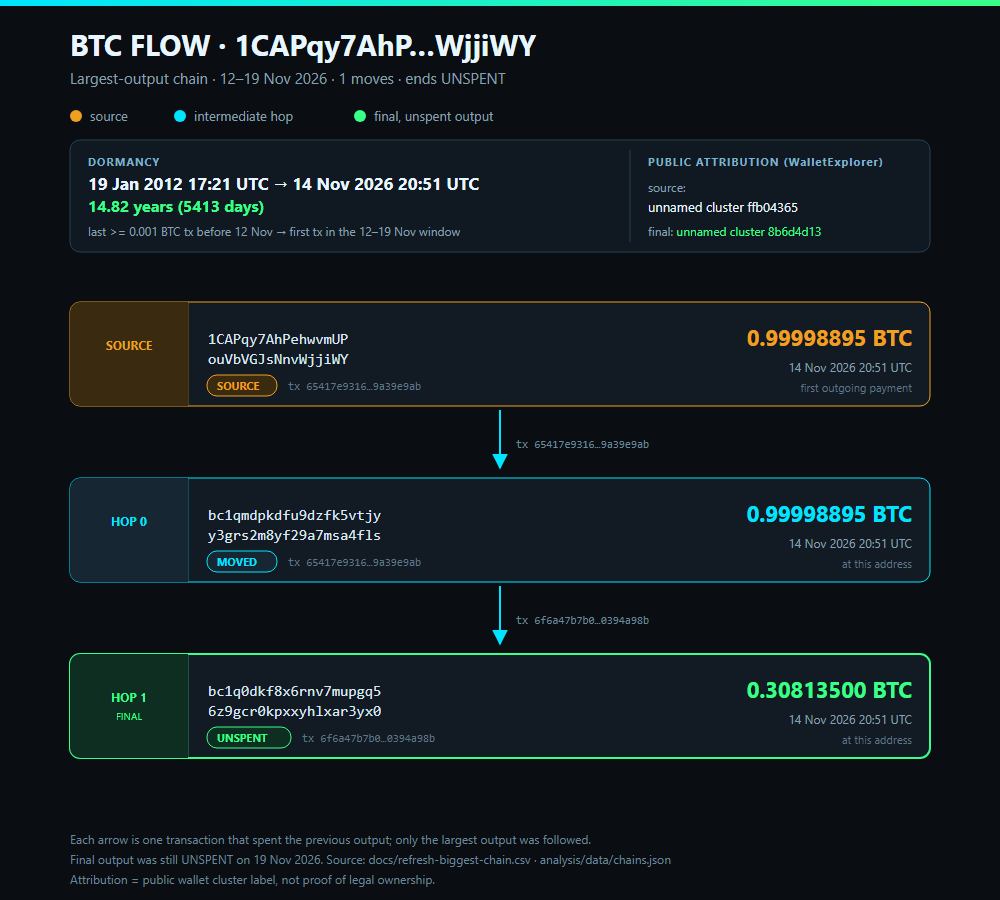 BTC FLOW · 1CAPqy7AhP…WjjiWY
Largest-output chain · 12–19 Nov 2026 · 1 moves · ends UNSPENT
source
intermediate hop
final, unspent output
DORMANCY
19 Jan 2012 17:21 UTC → 14 Nov 2026 20:51 UTC
14.82 years (5413 days)
last >= 0.001 BTC tx before 12 Nov → first tx in the 12–19 Nov window
PUBLIC ATTRIBUTION (WalletExplorer)
source:
unnamed cluster ffb04365
final: unnamed cluster 8b6d4d13
SOURCE
1CAPqy7AhPehwvmUP
ouVbVGJsNnvWjjiWY
SOURCE
tx 65417e9316…9a39e9ab
0.99998895 BTC
14 Nov 2026 20:51 UTC
first outgoing payment
tx 65417e9316…9a39e9ab
HOP 0
bc1qmdpkdfu9dzfk5vtjy
y3grs2m8yf29a7msa4fls
MOVED
tx 65417e9316…9a39e9ab
0.99998895 BTC
14 Nov 2026 20:51 UTC
at this address
tx 6f6a47b7b0…0394a98b
HOP 1
FINAL
bc1q0dkf8x6rnv7mupgq5
6z9gcr0kpxxyhlxar3yx0
UNSPENT
tx 6f6a47b7b0…0394a98b
0.30813500 BTC
14 Nov 2026 20:51 UTC
at this address
Each arrow is one transaction that spent the previous output; only the largest output was followed.
Final output was still UNSPENT on 19 Nov 2026. Source: docs/refresh-biggest-chain.csv · analysis/data/chains.json
Attribution = public wallet cluster label, not proof of legal ownership.